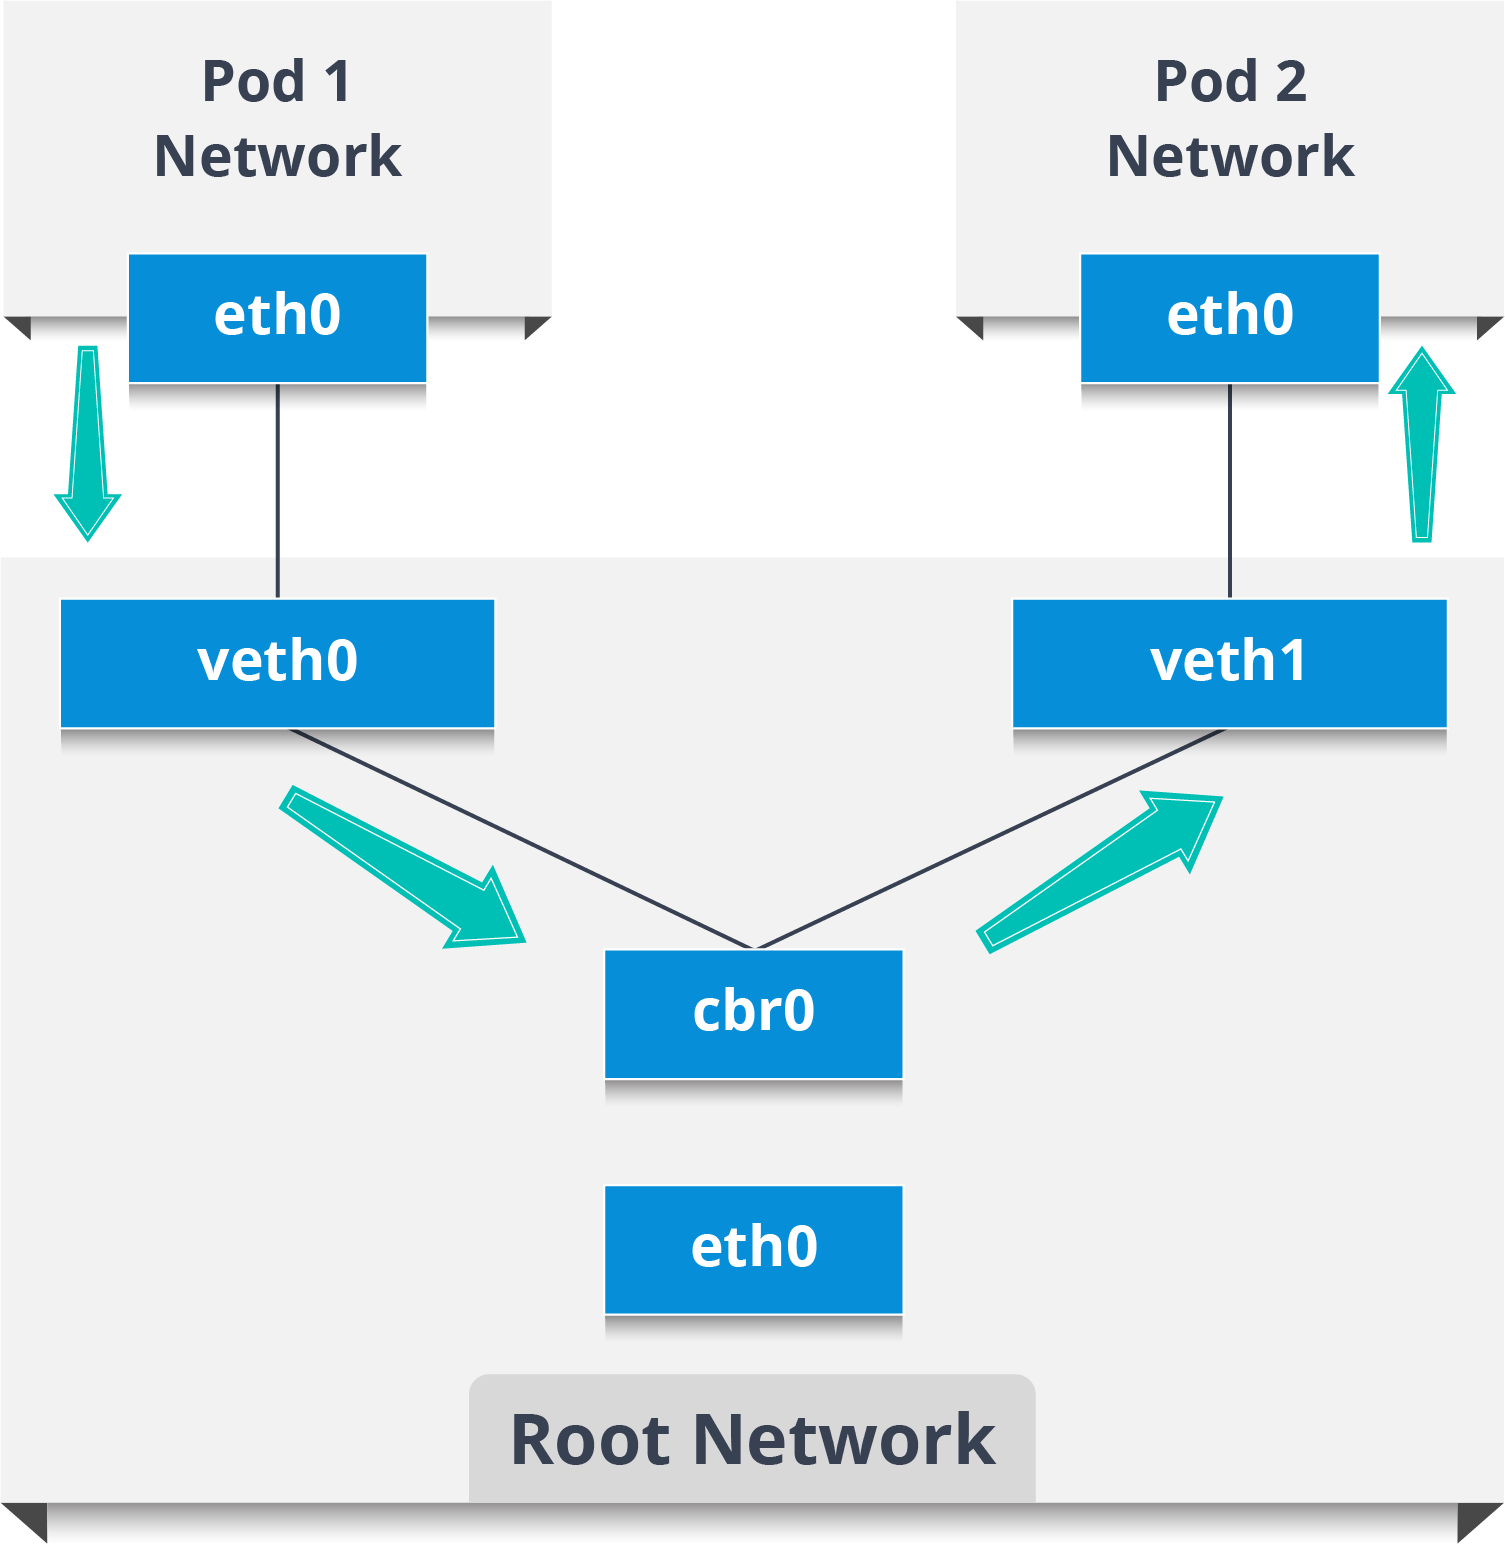 Pod 1
Network
Pod 2
Network
eth0
eth0
veth0
veth1
cbr0
eth0
Root Network